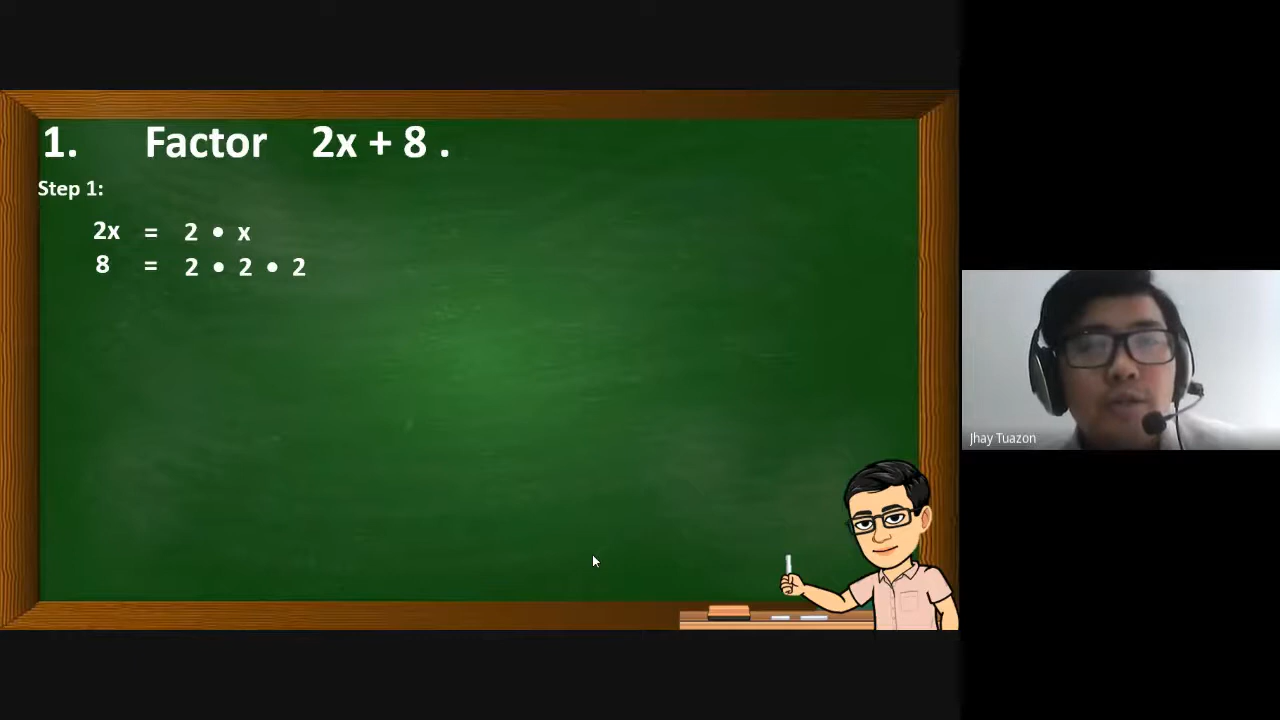 1. Factor 2x + 8 .
Step 1:
2x = 2 • x
8 = 2 • 2 • 2
Jhay Tuazon